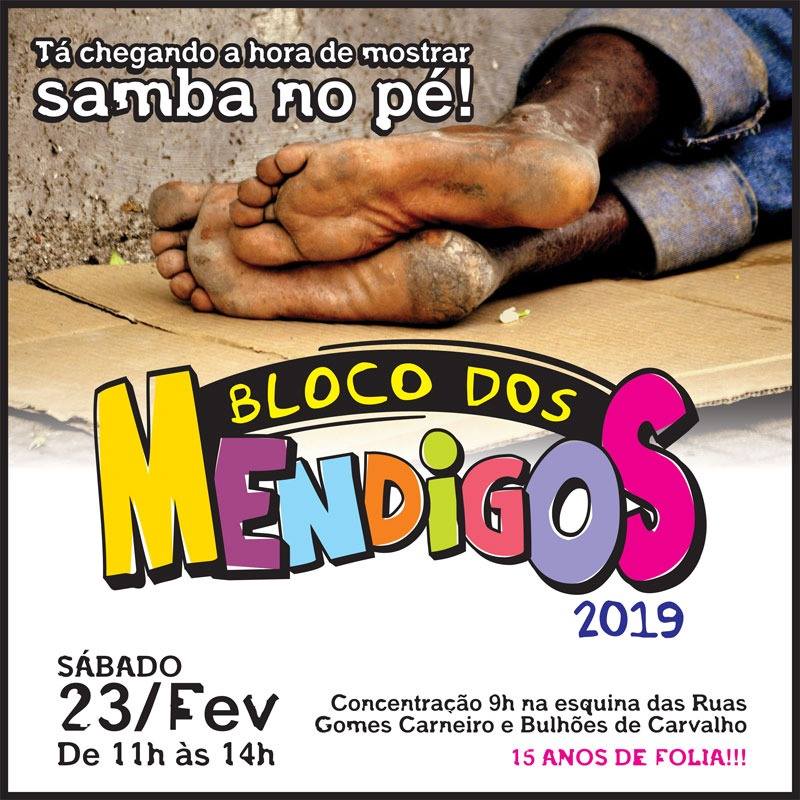 Tá chegando a hora de mostrar
samba no pé!
BLOCO DOS
MENDiGOS
2019
SÁBADO
23/Fev
De 11h às 14h
Concentração 9h na esquina das Ruas
Gomes Carneiro e Bulhões de Carvalho
15 ANOS DE FOLIA!!!